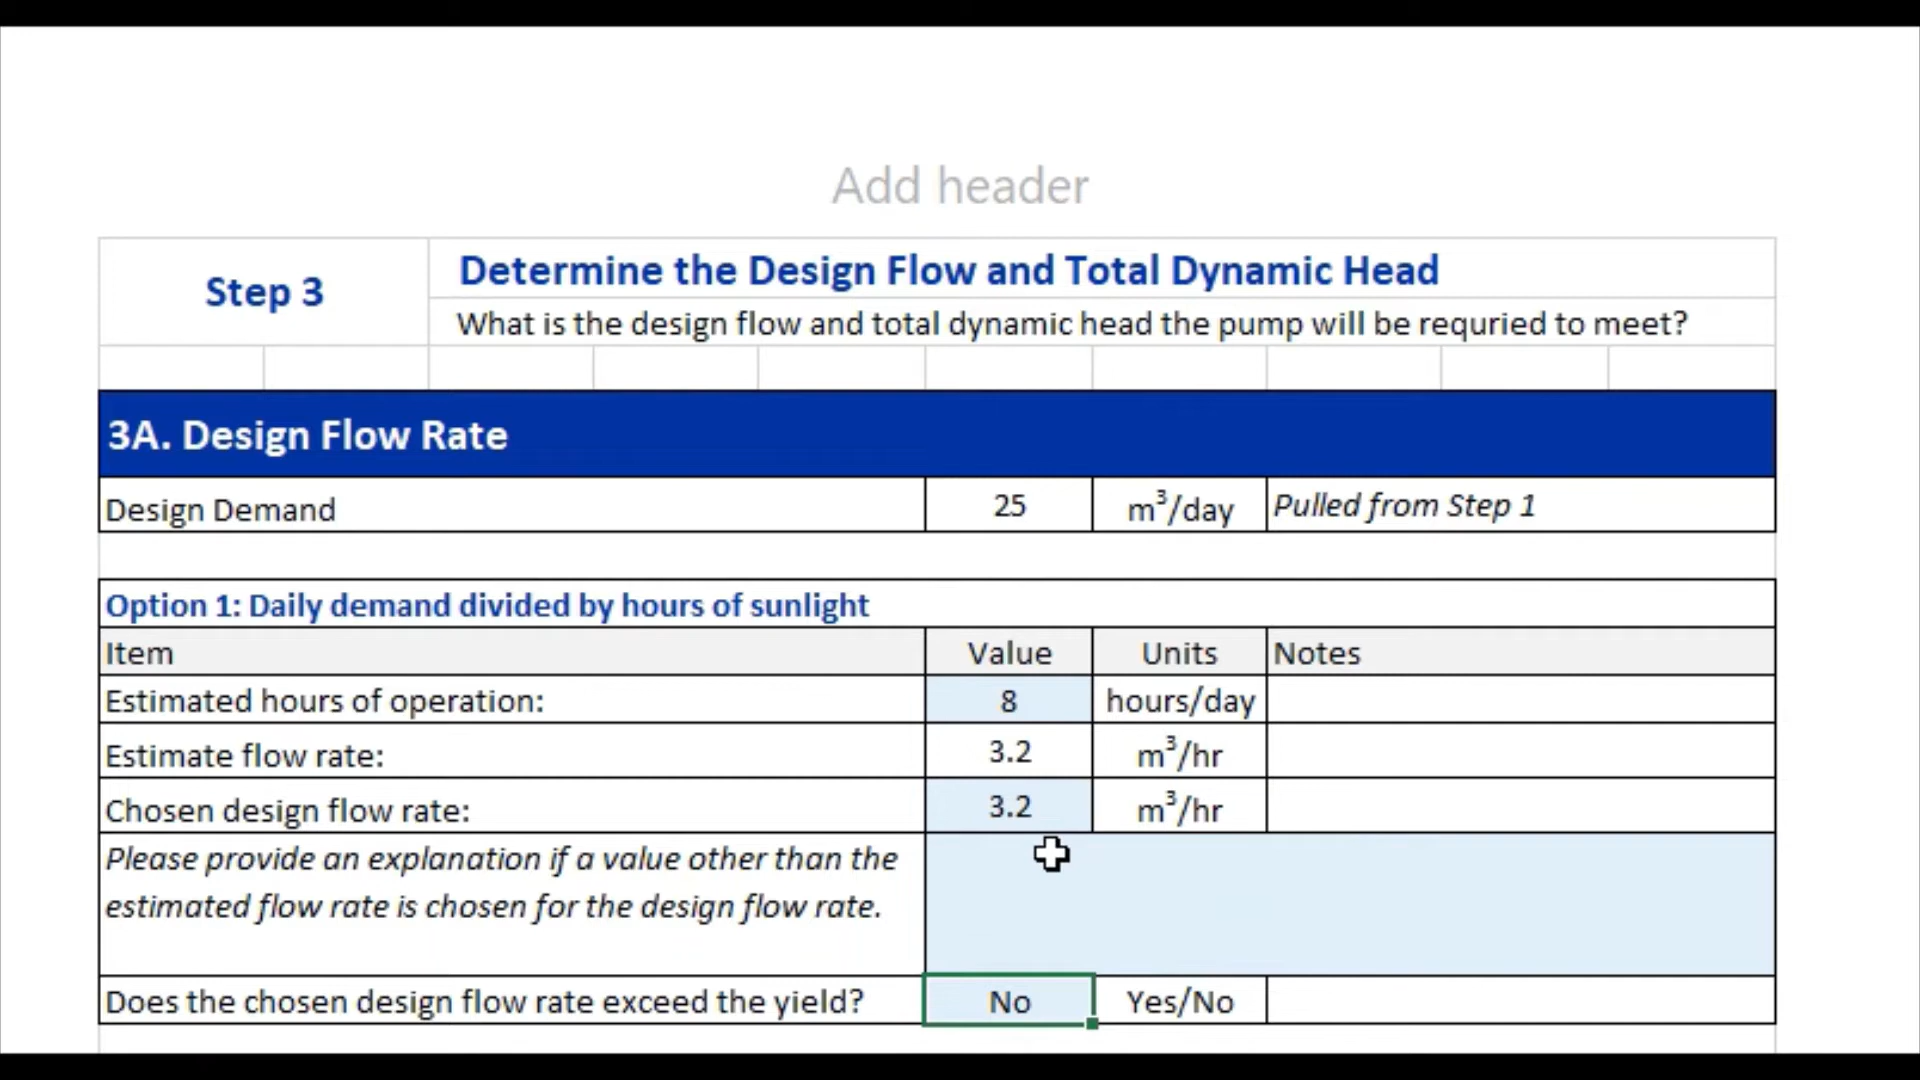 Add header
Step 3
Determine the Design Flow and Total Dynamic Head
What is the design flow and total dynamic head the pump will be requried to meet?
3A. Design Flow Rate
Design Demand 25 m³/day Pulled from Step 1
Option 1: Daily demand divided by hours of sunlight
Item Value Units Notes
Estimated hours of operation: 8 hours/day
Estimate flow rate: 3.2 m³/hr
Chosen design flow rate: 3.2 m³/hr
Please provide an explanation if a value other than the
estimated flow rate is chosen for the design flow rate.
Does the chosen design flow rate exceed the yield? No Yes/No